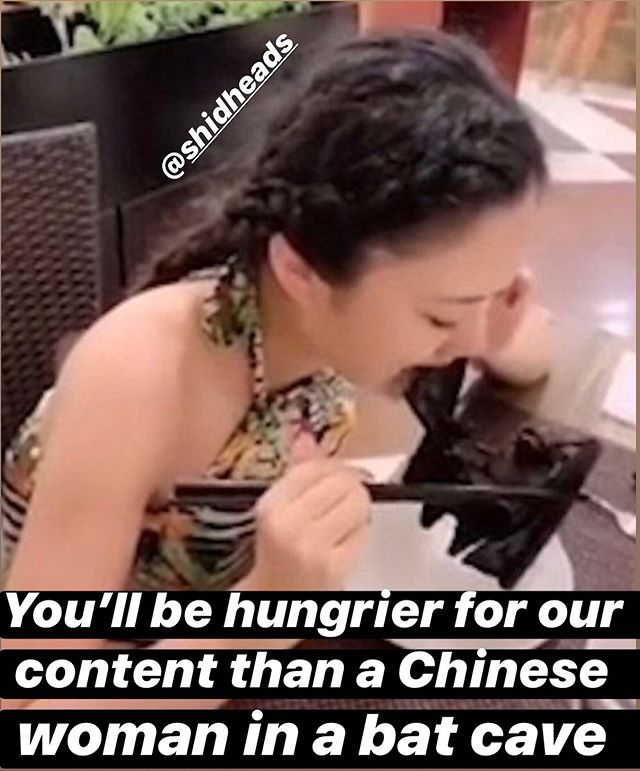 @shidheads
You'll be hungrier for our
content than a Chinese
woman in a bat cave